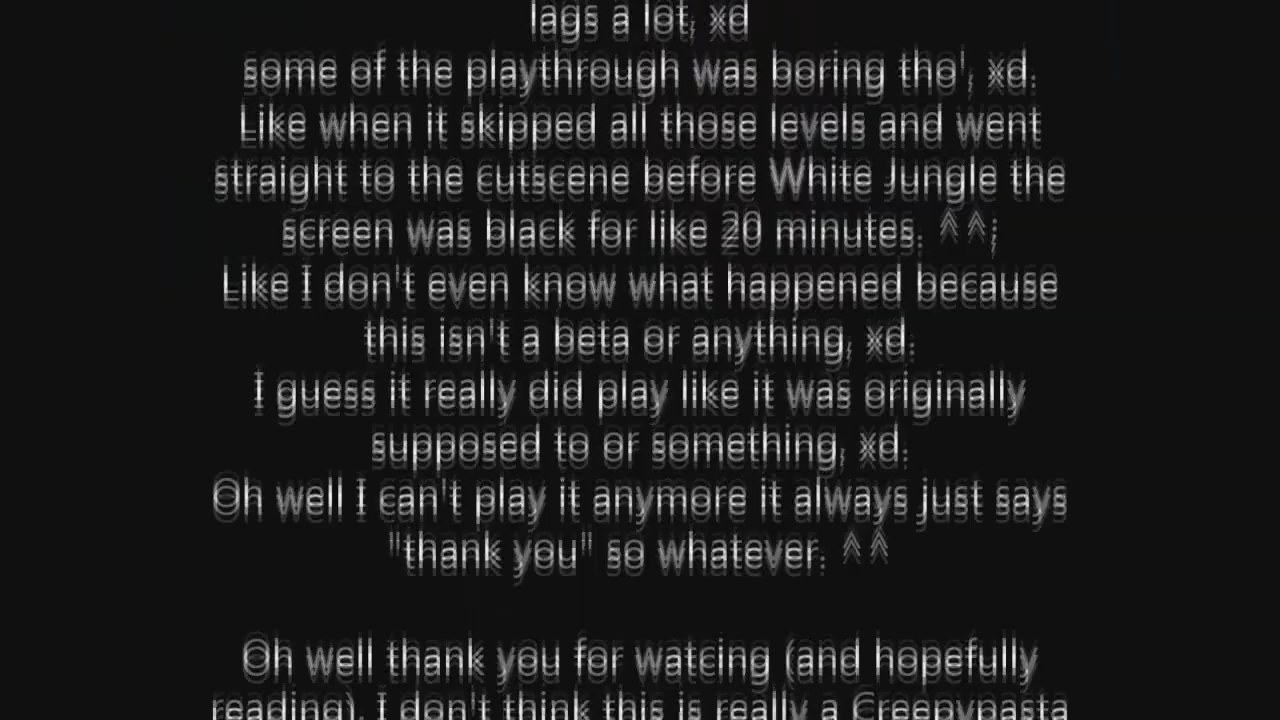 lags a lot, xd
some of the playthrough was boring tho', xd.
Like when it skipped all those levels and went
straight to the cutscene before White Jungle the
screen was black for like 20 minutes. ^^;
Like I don't even know what happened because
this isn't a beta or anything, xd.
I guess it really did play like it was originally
supposed to or something, xd.
Oh well I can't play it anymore it always just says
"thank you" so whatever. ^^
Oh well thank you for watcing (and hopefully
reading). I don't think this is really a Creepypasta